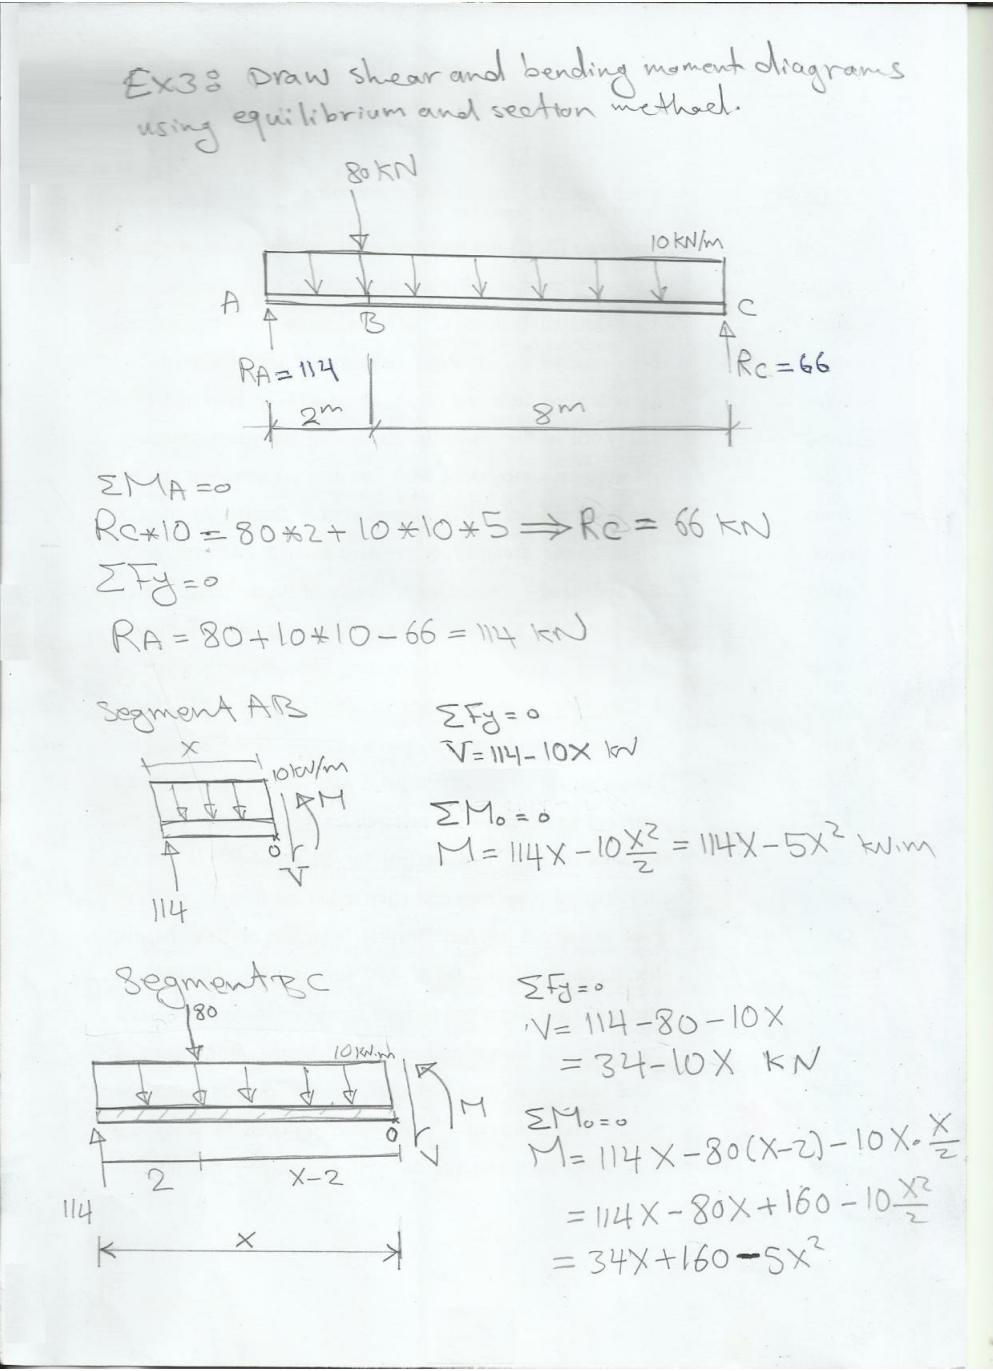 Ex3: Draw shear and bending moment diagrams
using equilibrium and section method.
80 KN
10 KN/m
A
B
C
RA = 114
RC = 66
2m
8m
ΣMA = 0
RC*10 = 80*2 + 10*10*5 ⟹ RC = 66 KN
ΣFy = 0
RA = 80 + 10*10 - 66 = 114 KN
Segment AB
x
10 kN/m
M
O
V
114
ΣFy = 0
V = 114 - 10X kN
ΣMo = 0
M = 114X - 10 X²/2 = 114X - 5X² kN.m
Segment BC
80
10 kN.m
M
O
V
2
X-2
114
X
ΣFy = 0
V = 114 - 80 - 10X
= 34 - 10X KN
ΣMo = 0
M = 114X - 80(X-2) - 10X . X/2
= 114X - 80X + 160 - 10 X²/2
= 34X + 160 - 5X²